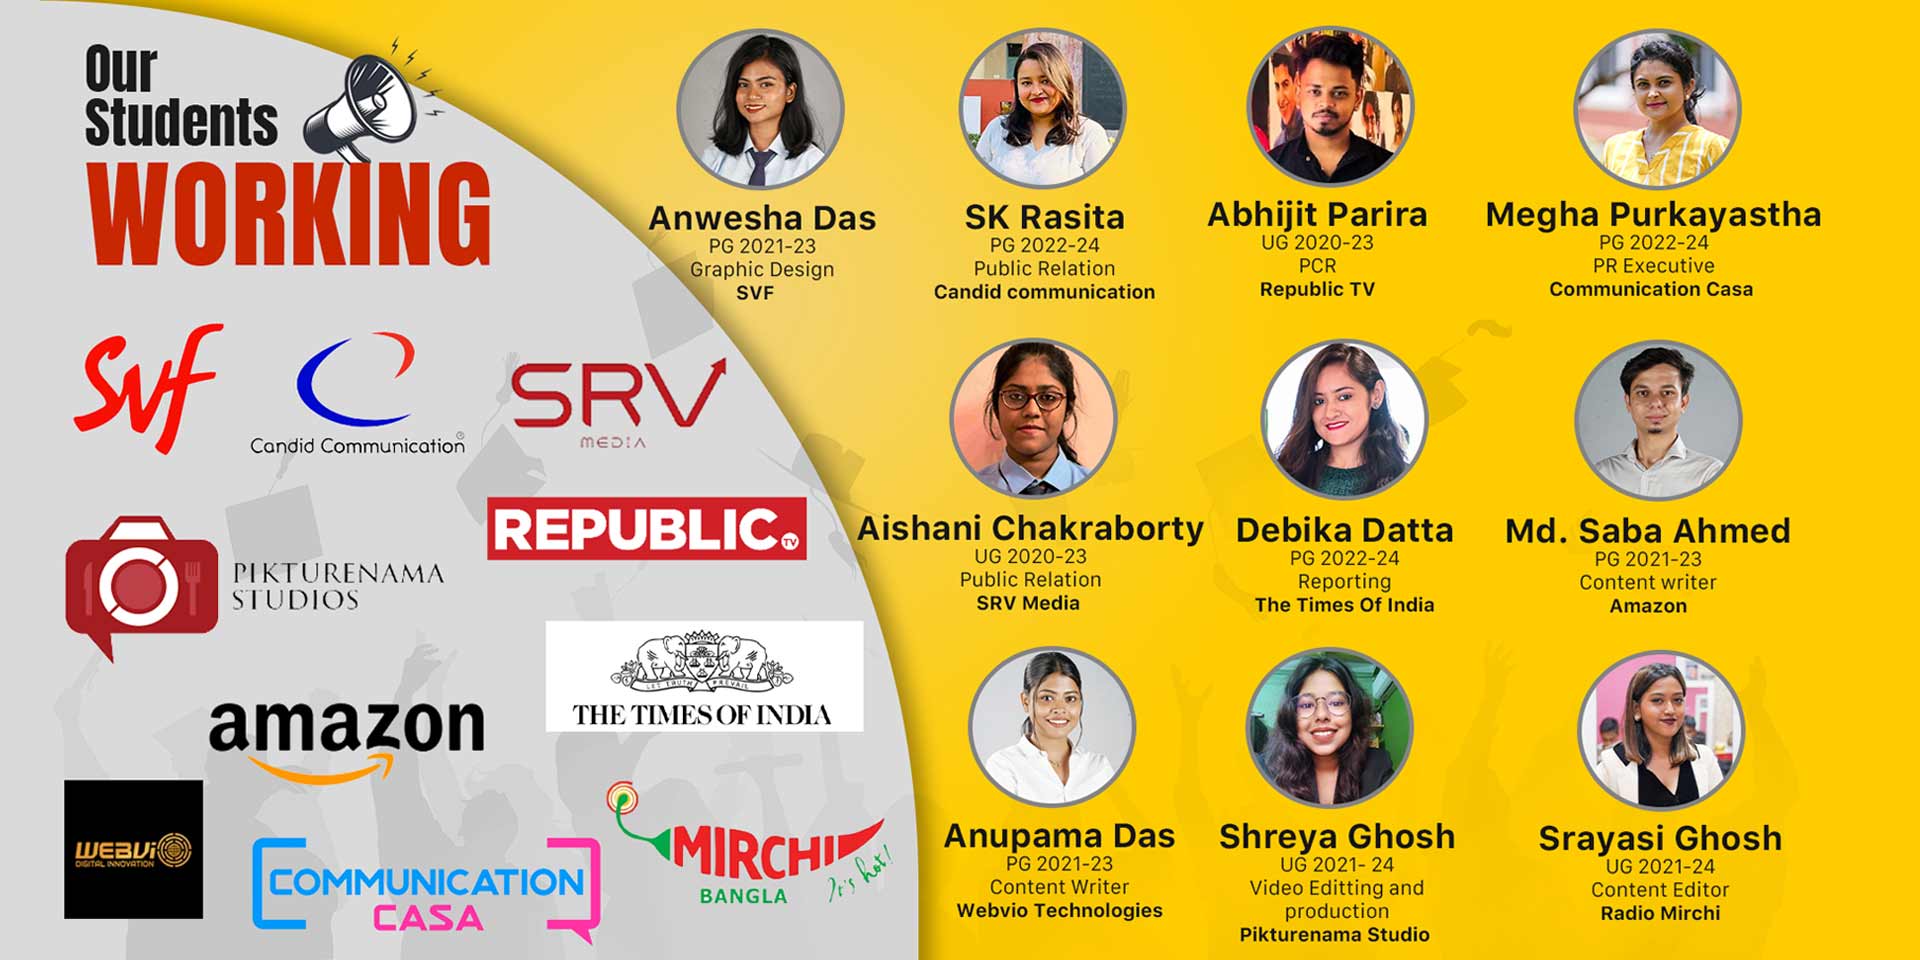 Our
Students
WORKING
Svf
Candid Communication
SRV
MEDIA
PIKTURENAMA
STUDIOS
REPUBLIC.
TV
LET TRUTH PREVAIL
THE TIMES OF INDIA
amazon
WEBVIO
DIGITAL INNOVATION
COMMUNICATION
CASA
MIRCHI
BANGLA
It's hot!
Anwesha Das
PG 2021-23
Graphic Design
SVF
SK Rasita
PG 2022-24
Public Relation
Candid communication
Abhijit Parira
UG 2020-23
PCR
Republic TV
Megha Purkayastha
PG 2022-24
PR Executive
Communication Casa
Aishani Chakraborty
UG 2020-23
Public Relation
SRV Media
Debika Datta
PG 2022-24
Reporting
The Times Of India
Md. Saba Ahmed
PG 2021-23
Content writer
Amazon
Anupama Das
PG 2021-23
Content Writer
Webvio Technologies
Shreya Ghosh
UG 2021- 24
Video Editting and
production
Pikturenama Studio
Srayasi Ghosh
UG 2021-24
Content Editor
Radio Mirchi